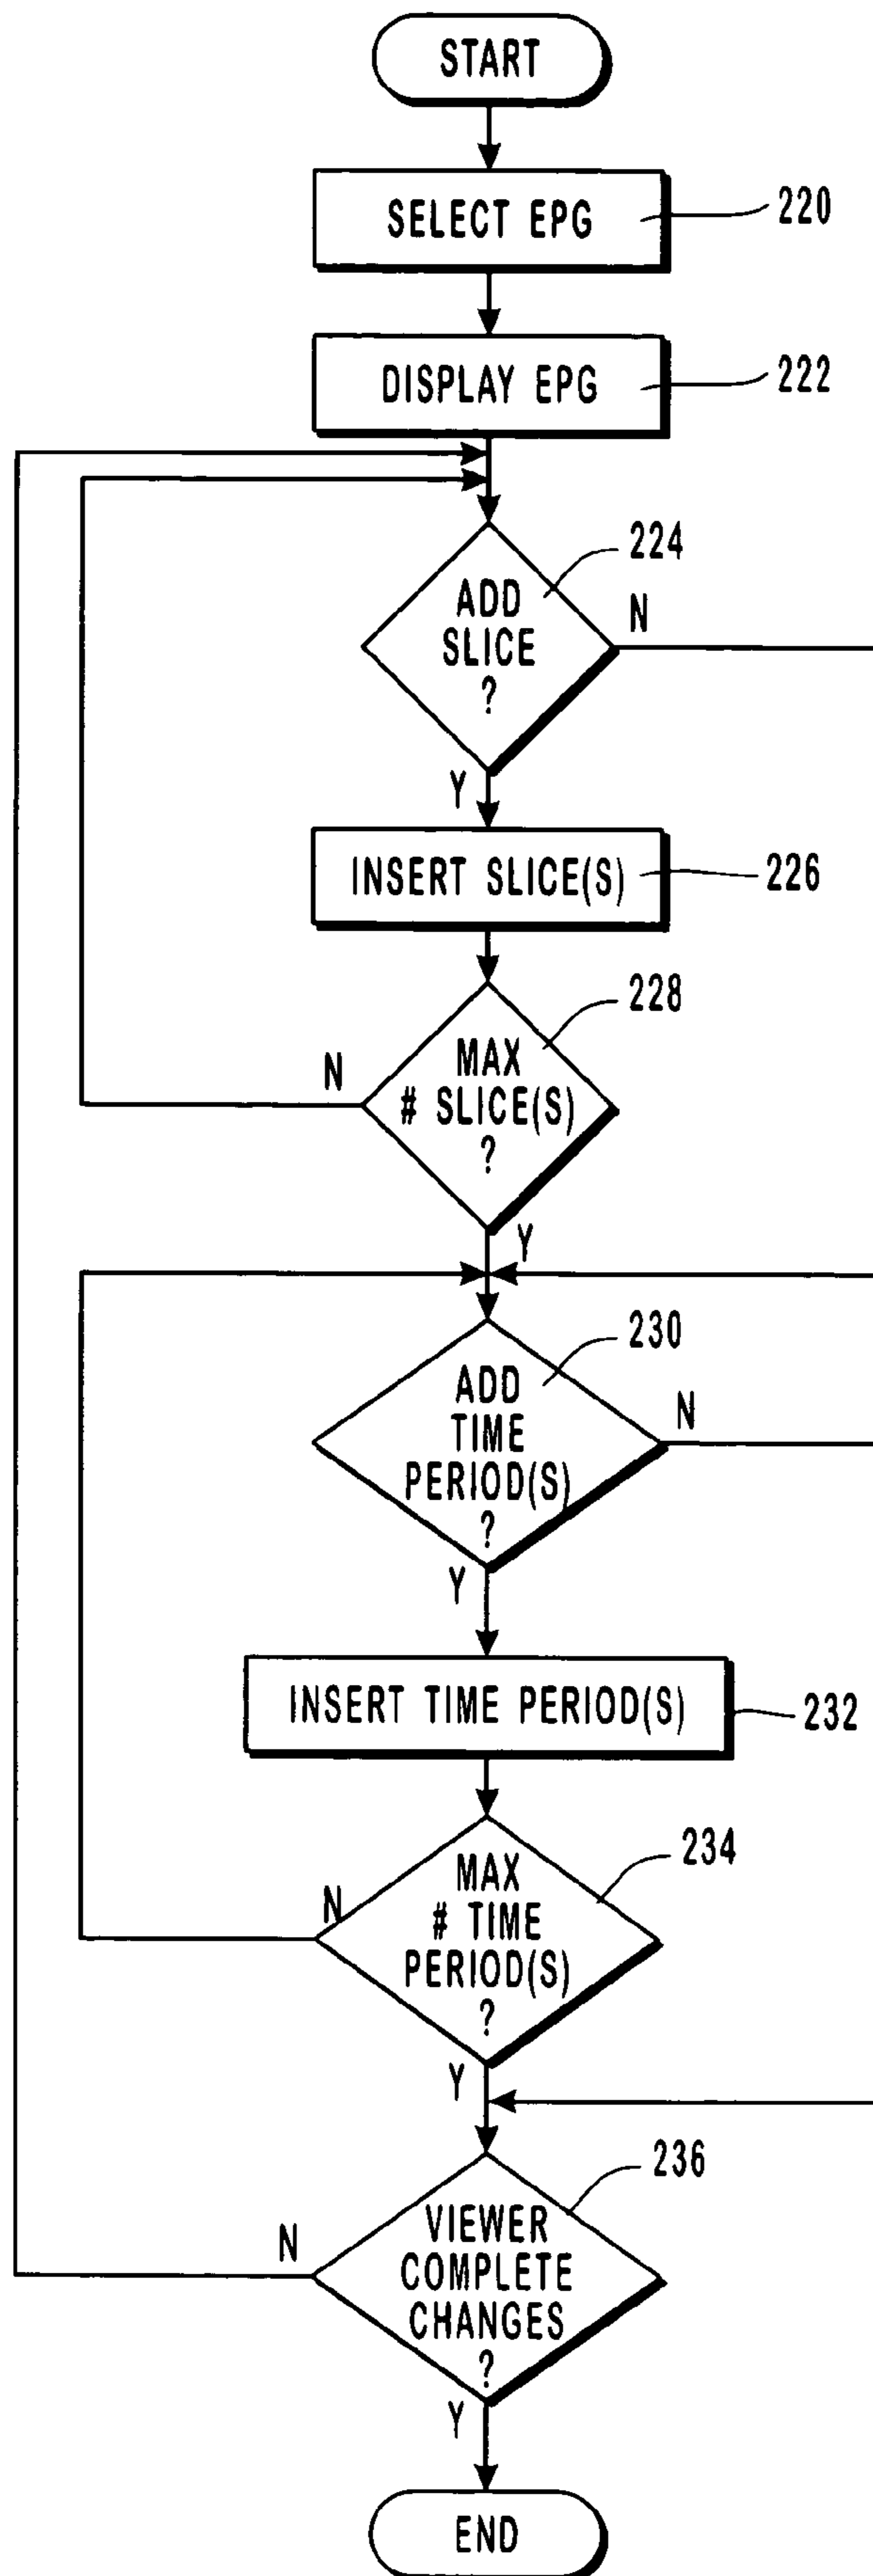 START
SELECT EPG
220
DISPLAY EPG
222
224
ADD
SLICE
?
N
Y
INSERT SLICE(S)
226
228
MAX
# SLICE(S)
?
N
Y
230
ADD
TIME
PERIOD(S)
?
N
Y
INSERT TIME PERIOD(S)
232
234
MAX
# TIME
PERIOD(S)
?
N
Y
236
VIEWER
COMPLETE
CHANGES
?
N
Y
END